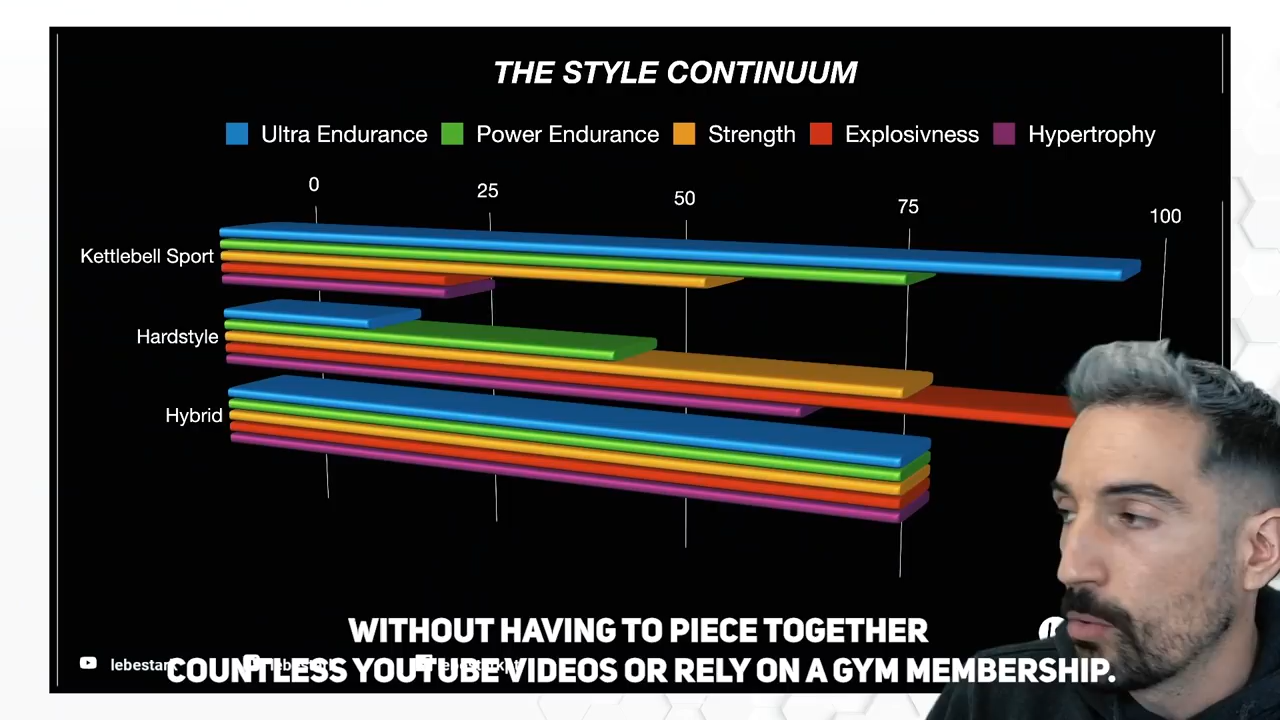 THE STYLE CONTINUUM
Ultra Endurance Power Endurance Strength Explosivness Hypertrophy
0 25 50 75 100
Kettlebell Sport
Hardstyle
Hybrid
WITHOUT HAVING TO PIECE TOGETHER
COUNTLESS YOUTUBE VIDEOS OR RELY ON A GYM MEMBERSHIP.